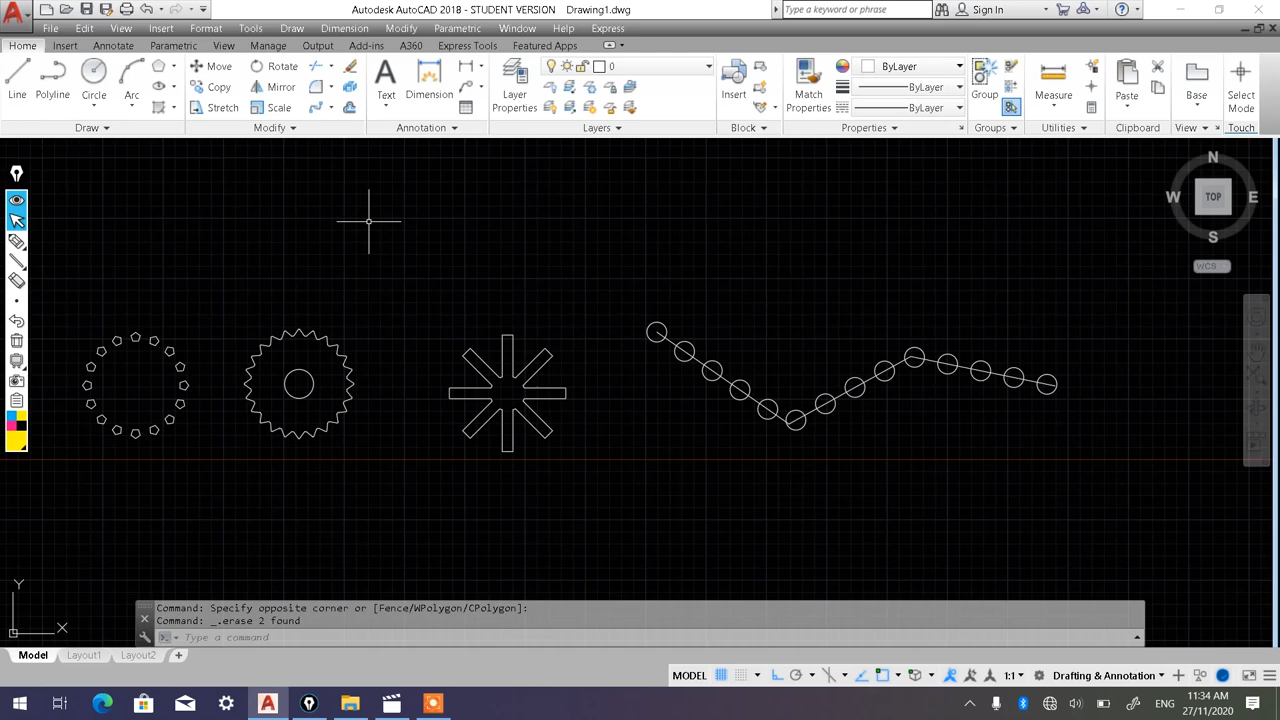 Autodesk AutoCAD 2018 - STUDENT VERSION Drawing1.dwg
Type a keyword or phrase
Sign In
File Edit View Insert Format Tools Draw Dimension Modify Parametric Window Help Express
Home Insert Annotate Parametric View Manage Output Add-ins A360 Express Tools Featured Apps
Line Polyline Circle Arc
Move Rotate
Copy Mirror
Stretch Scale
Text Dimension
Layer Properties
0
Insert
Match Properties
ByLayer
ByLayer
ByLayer
Group
Measure
Paste
Base
Select Mode
Draw Modify Annotation Layers Block Properties Groups Utilities Clipboard View Touch
N
W TOP E
S
WCS
Y
X
Command: Specify opposite corner or [Fence/WPolygon/CPolygon]:
Command: _.erase 2 found
Type a command
Model Layout1 Layout2
MODEL 1:1 Drafting & Annotation
ENG
11:34 AM
27/11/2020